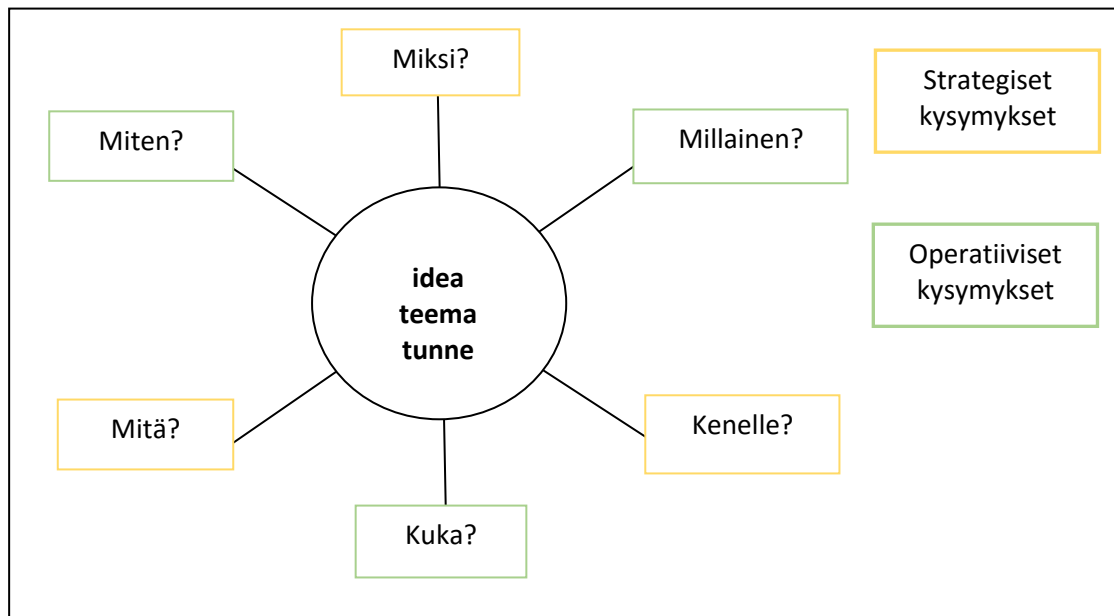 Miksi?
Strategiset
kysymykset
Miten?
Millainen?
Operatiiviset
kysymykset
idea
teema
tunne
Mitä?
Kenelle?
Kuka?